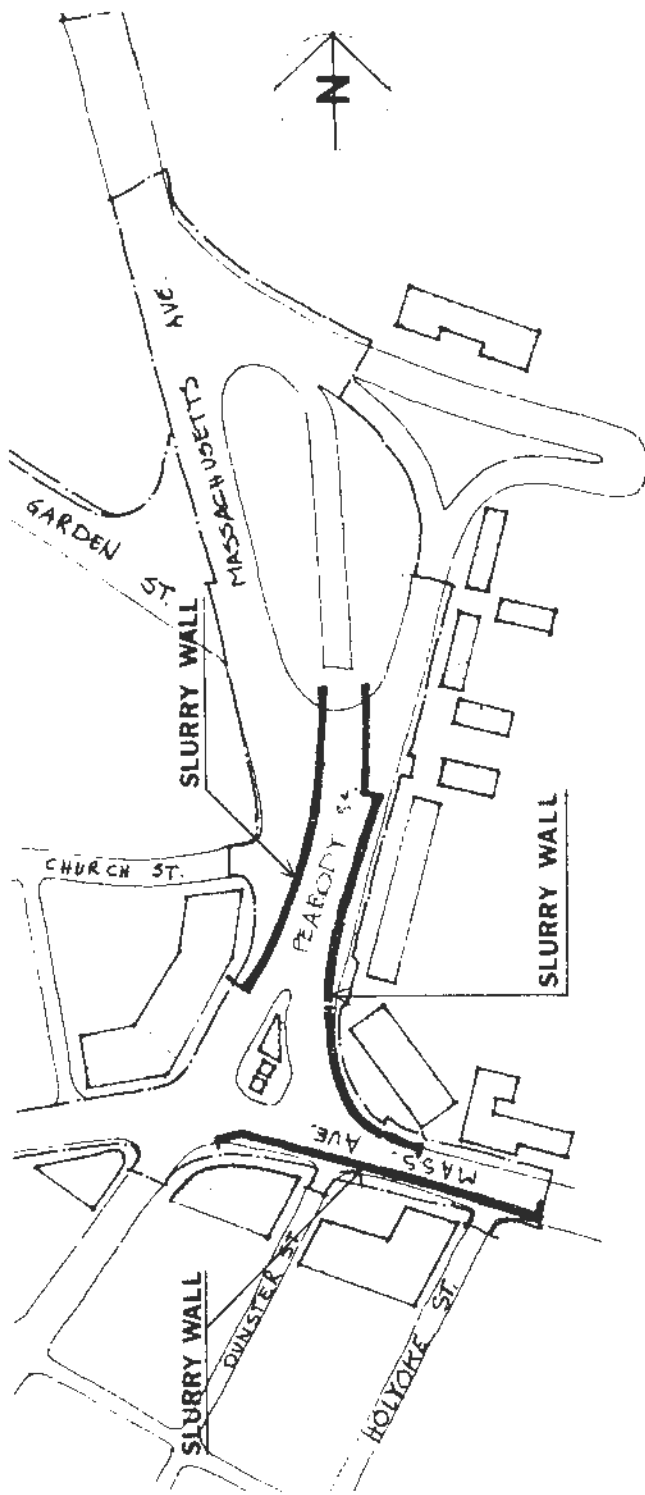 N
MASSACHUSETTS AVE.
GARDEN ST.
SLURRY WALL
CHURCH ST.
PEABODY St.
SLURRY WALL
MASS. AVE.
SLURRY WALL
DUNSTER ST.
HOLYOKE ST.